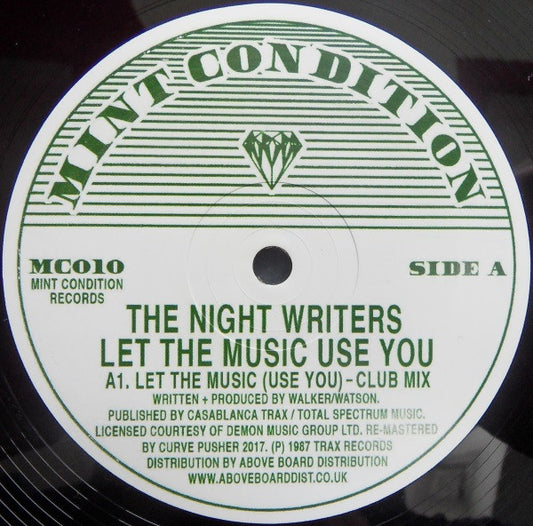 MINT CONDITION
MC010
MINT CONDITION
RECORDS
SIDE A
THE NIGHT WRITERS
LET THE MUSIC USE YOU
A1. LET THE MUSIC (USE YOU) - CLUB MIX
WRITTEN + PRODUCED BY WALKER/WATSON.
PUBLISHED BY CASABLANCA TRAX / TOTAL SPECTRUM MUSIC.
LICENSED COURTESY OF DEMON MUSIC GROUP LTD. RE-MASTERED
BY CURVE PUSHER 2017. (P) 1987 TRAX RECORDS
DISTRIBUTION BY ABOVE BOARD DISTRIBUTION
WWW.ABOVEBOARDDIST.CO.UK